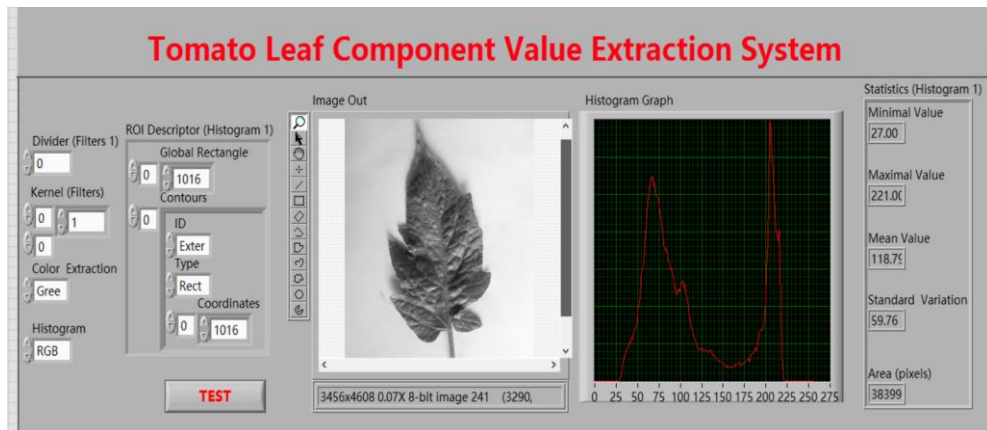 Tomato Leaf Component Value Extraction System
Divider (Filters 1)
0
Kernel (Filters)
0
1
0
Color Extraction
Gree
Histogram
RGB
ROI Descriptor (Histogram 1)
Global Rectangle
0
1016
Contours
0
ID
Exter
Type
Rect
Coordinates
0
1016
TEST
Image Out
3456x4608 0.07X 8-bit image 241 (3290,
Histogram Graph
0 25 50 75 100 125 150 175 200 225 250 275
Statistics (Histogram 1)
Minimal Value
27.00
Maximal Value
221.0(
Mean Value
118.79
Standard Variation
59.76
Area (pixels)
38399